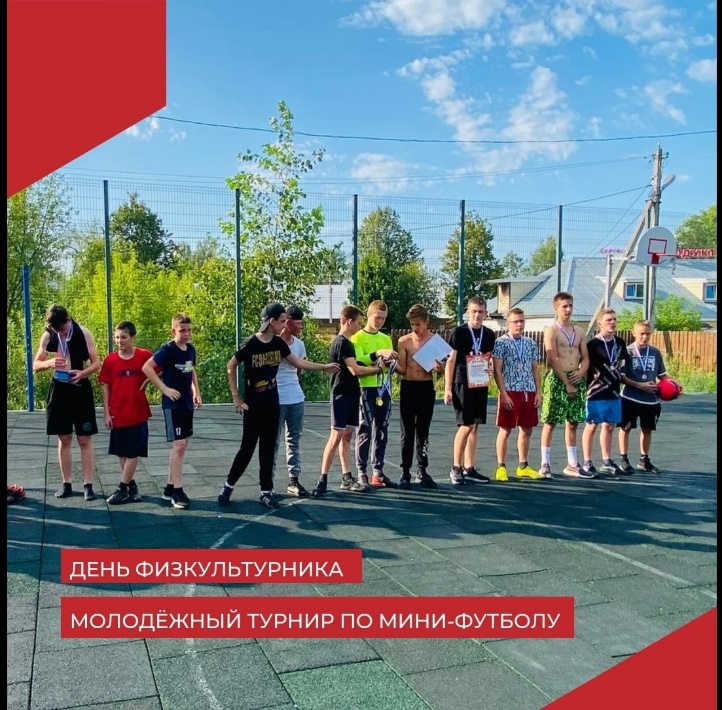 ДЕНЬ ФИЗКУЛЬТУРНИКА
МОЛОДЁЖНЫЙ ТУРНИР ПО МИНИ-ФУТБОЛУ